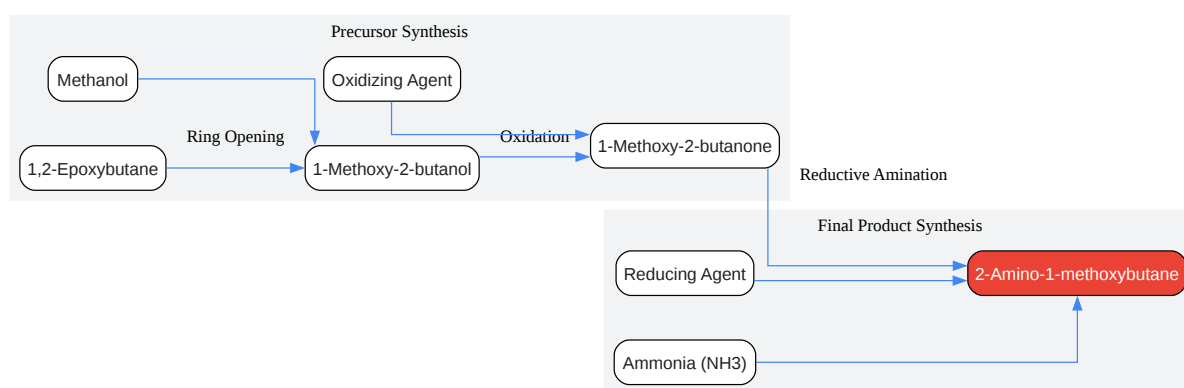 Precursor Synthesis
Methanol
Oxidizing Agent
Ring Opening
Oxidation
1-Methoxy-2-butanone
1,2-Epoxybutane
1-Methoxy-2-butanol
Reductive Amination
Final Product Synthesis
Reducing Agent
2-Amino-1-methoxybutane
Ammonia (NH3)